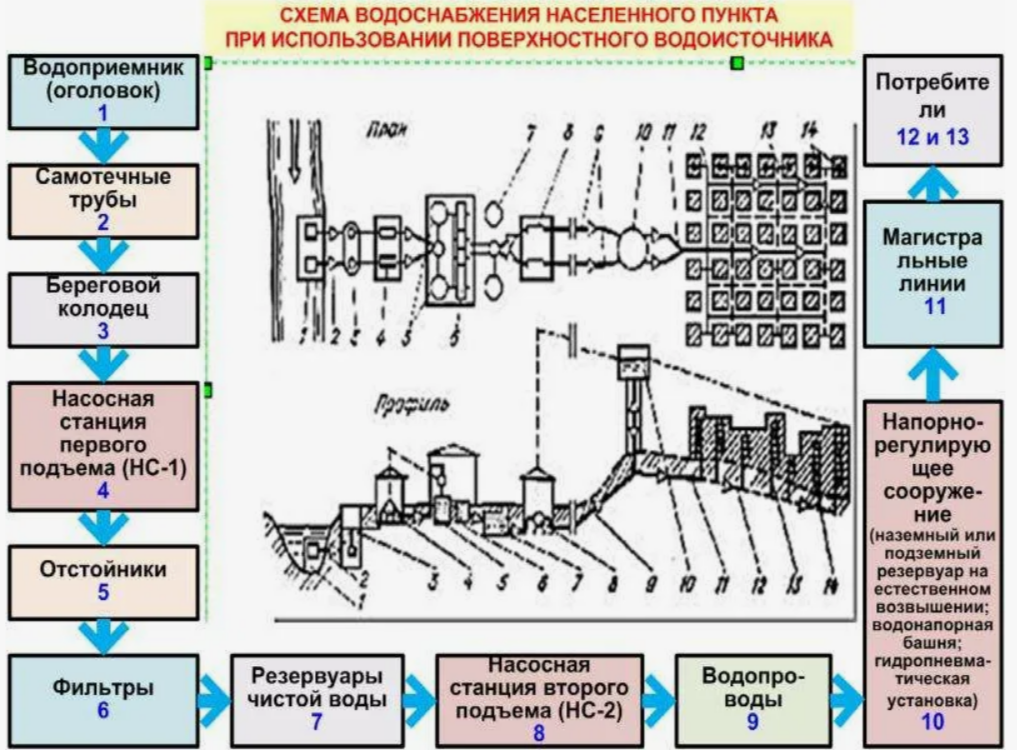 СХЕМА ВОДОСНАБЖЕНИЯ НАСЕЛЕННОГО ПУНКТА
ПРИ ИСПОЛЬЗОВАНИИ ПОВЕРХНОСТНОГО ВОДОИСТОЧНИКА
Водоприемник
(оголовок)
1
Самотечные
трубы
2
Береговой
колодец
3
Насосная
станция
первого
подъема (НС-1)
4
Отстойники
5
Фильтры
6
Резервуары
чистой воды
7
Насосная
станция второго
подъема (НС-2)
8
Водопро-
воды
9
Напорно-
регулирую
щее
сооруже-
ние
(наземный или
подземный
резервуар на
естественном
возвышении;
водонапорная
башня;
гидропневма-
тическая
установка)
10
Магистра
льные
линии
11
Потребите
ли
12 и 13
План
7 8 9 10 11 12 13 14
1 2 3 4 5 6
Профиль
1 2 3 4 5 6 7 8 9 10 11 12 13 14